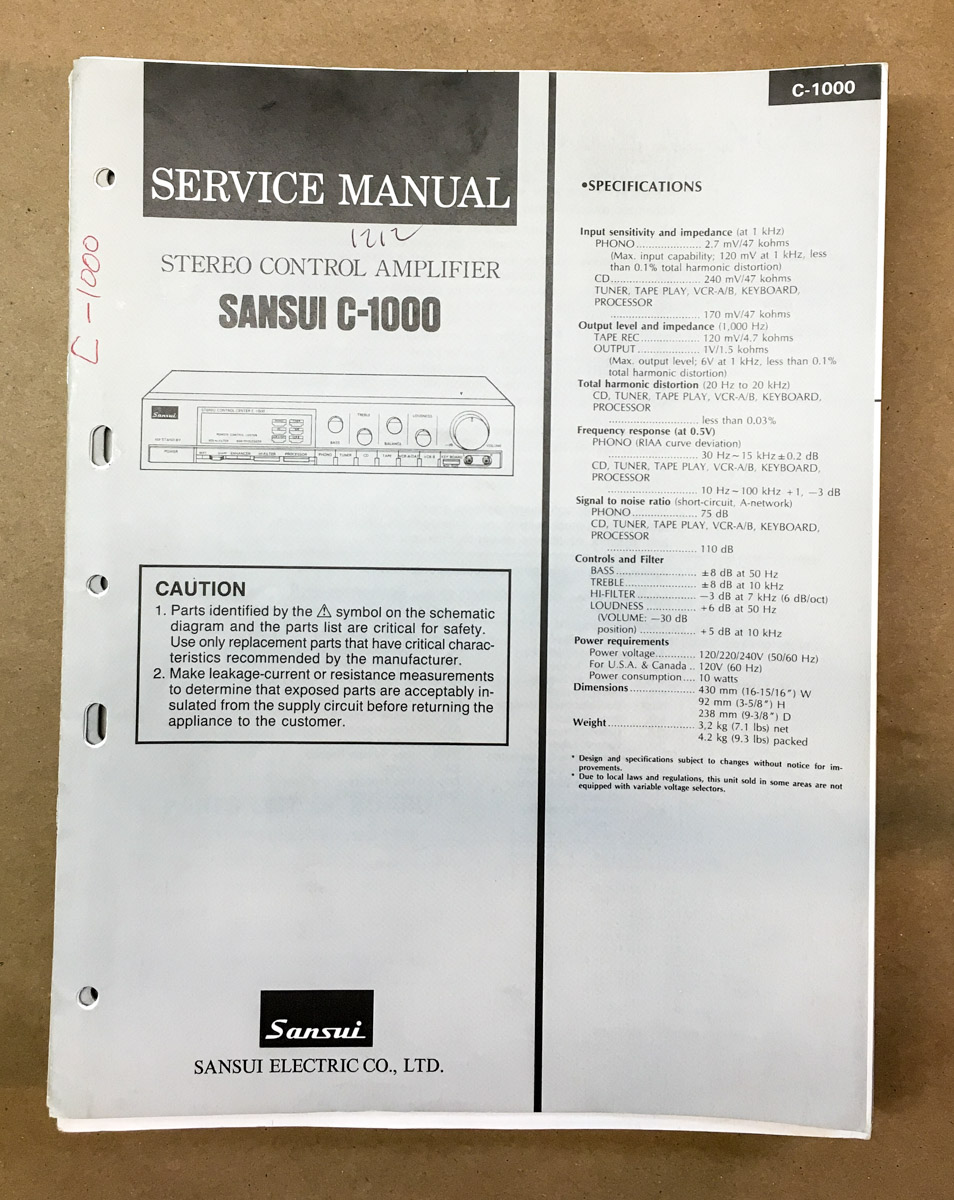 SERVICE MANUAL
1212
STEREO CONTROL AMPLIFIER
SANSUI C-1000
C-1000
Sansui
STEREO CONTROL CENTER C-1000
POWER
BASS
TREBLE
BALANCE
LOUDNESS
VOLUME
PHONO
TUNER
CD
CAUTION
1. Parts identified by the ⚠ symbol on the schematic
diagram and the parts list are critical for safety.
Use only replacement parts that have critical charac-
teristics recommended by the manufacturer.
2. Make leakage-current or resistance measurements
to determine that exposed parts are acceptably in-
sulated from the supply circuit before returning the
appliance to the customer.
Sansui
SANSUI ELECTRIC CO., LTD.
C-1000
•SPECIFICATIONS
Input sensitivity and impedance (at 1 kHz)
PHONO..................... 2.7 mV/47 kohms
(Max. input capability; 120 mV at 1 kHz, less
than 0.1% total harmonic distortion)
CD............................. 240 mV/47 kohms
TUNER, TAPE PLAY, VCR-A/B, KEYBOARD,
PROCESSOR
............................. 170 mV/47 kohms
Output level and impedance (1,000 Hz)
TAPE REC................... 120 mV/4.7 kohms
OUTPUT..................... 1V/1.5 kohms
(Max. output level; 6V at 1 kHz, less than 0.1%
total harmonic distortion)
Total harmonic distortion (20 Hz to 20 kHz)
CD, TUNER, TAPE PLAY, VCR-A/B, KEYBOARD,
PROCESSOR
............................. less than 0.03%
Frequency response (at 0.5V)
PHONO (RIAA curve deviation)
............................. 30 Hz~15 kHz±0.2 dB
CD, TUNER, TAPE PLAY, VCR-A/B, KEYBOARD,
PROCESSOR
............................. 10 Hz~100 kHz +1, −3 dB
Signal to noise ratio (short-circuit, A-network)
PHONO...................... 75 dB
CD, TUNER, TAPE PLAY, VCR-A/B, KEYBOARD,
PROCESSOR
............................. 110 dB
Controls and Filter
BASS.......................... ±8 dB at 50 Hz
TREBLE....................... ±8 dB at 10 kHz
HI-FILTER................... −3 dB at 7 kHz (6 dB/oct)
LOUDNESS................ +6 dB at 50 Hz
(VOLUME: −30 dB
position).................. +5 dB at 10 kHz
Power requirements
Power voltage............. 120/220/240V (50/60 Hz)
For U.S.A. & Canada.. 120V (60 Hz)
Power consumption.... 10 watts
Dimensions...................... 430 mm (16-15/16") W
92 mm (3-5/8") H
238 mm (9-3/8") D
Weight............................. 3,2 kg (7.1 lbs) net
4.2 kg (9.3 lbs) packed
* Design and specifications subject to changes without notice for im-
provements.
* Due to local laws and regulations, this unit sold in some areas are not
equipped with variable voltage selectors.